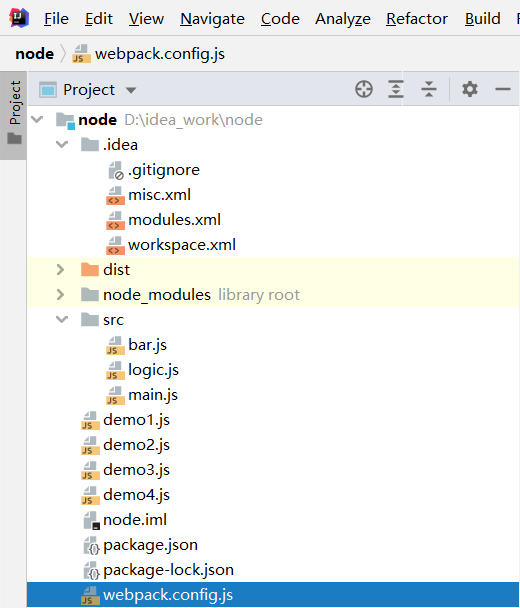 File Edit View Navigate Code Analyze Refactor Build
node webpack.config.js
Project
Project
node D:\idea_work\node
.idea
.gitignore
misc.xml
modules.xml
workspace.xml
dist
node_modules library root
src
bar.js
logic.js
main.js
demo1.js
demo2.js
demo3.js
demo4.js
node.iml
package.json
package-lock.json
webpack.config.js